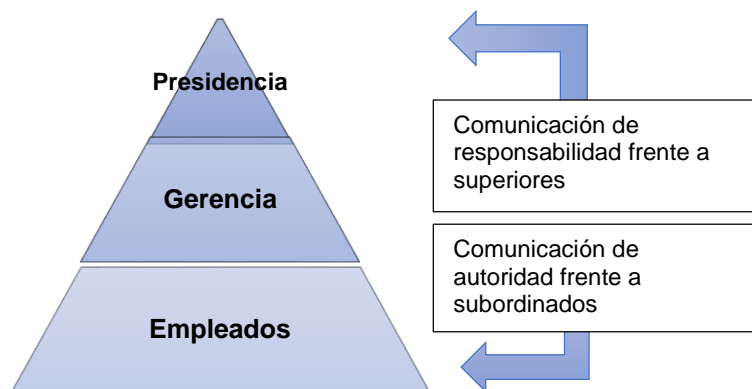 Presidencia
Gerencia
Empleados
Comunicación de
responsabilidad frente a
superiores
Comunicación de
autoridad frente a
subordinados